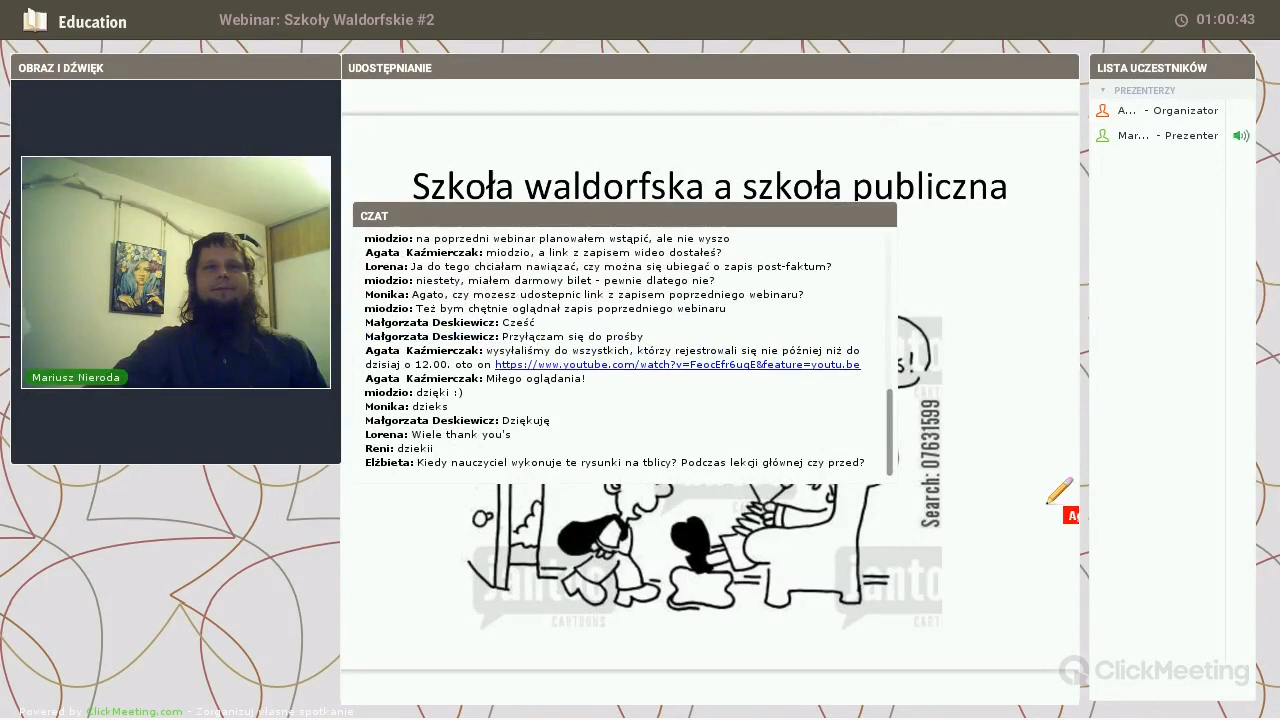 Education
Webinar: Szkoły Waldorfskie #2
01:00:43
OBRAZ I DŹWIĘK
UDOSTĘPNIANIE
LISTA UCZESTNIKÓW
PREZENTERZY
A... - Organizator
Mar... - Prezenter
Mariusz Nieroda
Szkoła waldorfska a szkoła publiczna
CZAT
miodzio: na poprzedni webinar planowałem wstąpić, ale nie wyszo
Agata Kaźmierczak: miodzio, a link z zapisem wideo dostałeś?
Lorena: Ja do tego chciałam nawiązać, czy można się ubiegać o zapis post-faktum?
miodzio: niestety, miałem darmowy bilet - pewnie dlatego nie?
Monika: Agato, czy mozesz udostepnic link z zapisem poprzedniego webinaru?
miodzio: Też bym chętnie oglądnał zapis poprzedniego webinaru
Małgorzata Deskiewicz: Cześć
Małgorzata Deskiewicz: Przyłączam się do prośby
Agata Kaźmierczak: wysyłaliśmy do wszystkich, którzy rejestrowali się nie później niż do
dzisiaj o 12.00. oto on https://www.youtube.com/watch?v=FeocEfr6uqE&feature=youtu.be
Agata Kaźmierczak: Miłego oglądania!
miodzio: dzięki :)
Monika: dzieks
Małgorzata Deskiewicz: Dziękuję
Lorena: Wiele thank you's
Reni: dziekii
Elżbieta: Kiedy nauczyciel wykonuje te rysunki na tblicy? Podczas lekcji głównej czy przed?
s!
Search: 07631599
jantoo
CARTOONS
janto
CART
ClickMeeting
Powered by ClickMeeting.com - Zorganizuj własne spotkanie